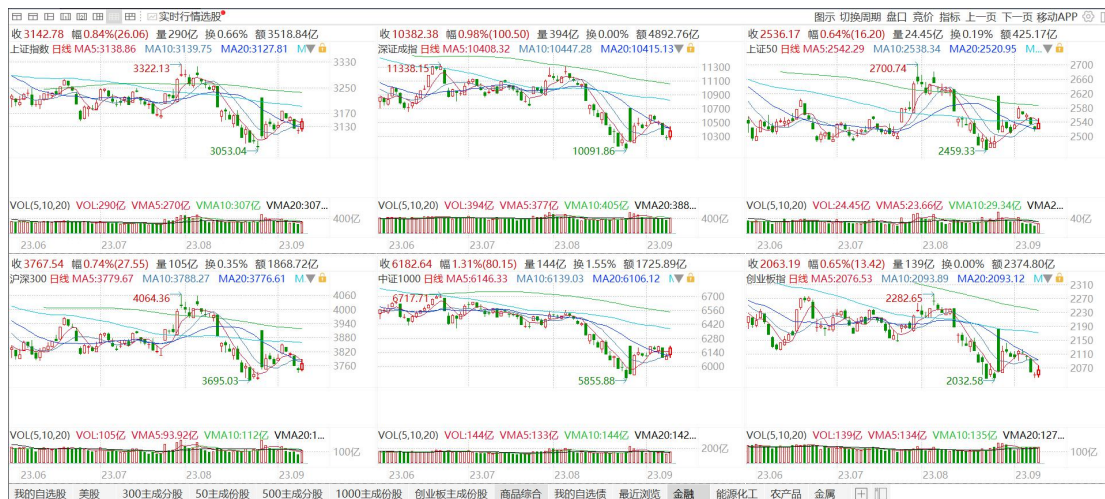 实时行情选股 图示 切换周期 盘口 竞价 指标 上一页 下一页 移动APP
收3142.78 幅0.84%(26.06) 量290亿 换0.66% 额3518.84亿
上证指数 日线 MA5:3138.86 MA10:3139.75 MA20:3127.81 M
3322.13
3330
3250
3170
3130
3053.04
VOL(5,10,20) VOL:290亿 VMA5:270亿 VMA10:307亿 VMA20:307...
400亿
23.06 23.07 23.08 23.09
收10382.38 幅0.98%(100.50) 量394亿 换0.00% 额4892.76亿
深证成指 日线 MA5:10408.32 MA10:10447.28 MA20:10415.13
11338.15
11300
11100
10900
10700
10500
10300
10091.86
VOL(5,10,20) VOL:394亿 VMA5:377亿 VMA10:405亿 VMA20:388...
400亿
23.06 23.07 23.08 23.09
收2536.17 幅0.64%(16.20) 量24.45亿 换0.19% 额425.17亿
上证50 日线 MA5:2542.29 MA10:2538.34 MA20:2520.95 M
2700.74
2700
2660
2620
2580
2540
2500
2459.33
VOL(5,10,20) VOL:24.45亿 VMA5:23.66亿 VMA10:29.34亿 VMA2...
40亿
23.06 23.07 23.08 23.09
收3767.54 幅0.74%(27.55) 量105亿 换0.35% 额1868.72亿
沪深300 日线 MA5:3779.67 MA10:3788.27 MA20:3776.61 M
4064.36
4060
4000
3940
3880
3820
3760
3695.03
VOL(5,10,20) VOL:105亿 VMA5:93.92亿 VMA10:112亿 VMA20:1...
100亿
23.06 23.07 23.08 23.09
收6182.64 幅1.31%(80.15) 量144亿 换1.55% 额1725.89亿
中证1000 日线 MA5:6146.33 MA10:6139.03 MA20:6106.12 M
6717.71
6700
6560
6420
6280
6140
6000
5855.88
VOL(5,10,20) VOL:144亿 VMA5:133亿 VMA10:144亿 VMA20:142...
200亿
23.06 23.07 23.08 23.09
收2063.19 幅0.65%(13.42) 量139亿 换0.00% 额2374.80亿
创业板指 日线 MA5:2076.53 MA10:2093.89 MA20:2093.12 M
2282.65
2310
2270
2230
2190
2150
2110
2070
2032.58
VOL(5,10,20) VOL:139亿 VMA5:134亿 VMA10:135亿 VMA20:127...
100亿
23.06 23.07 23.08 23.09
我的自选股 美股 300主成份股 50主成份股 500主成分股 1000主成份股 创业板主成份股 商品综合 我的自选债 最近浏览 金融 能源化工 农产品 金属